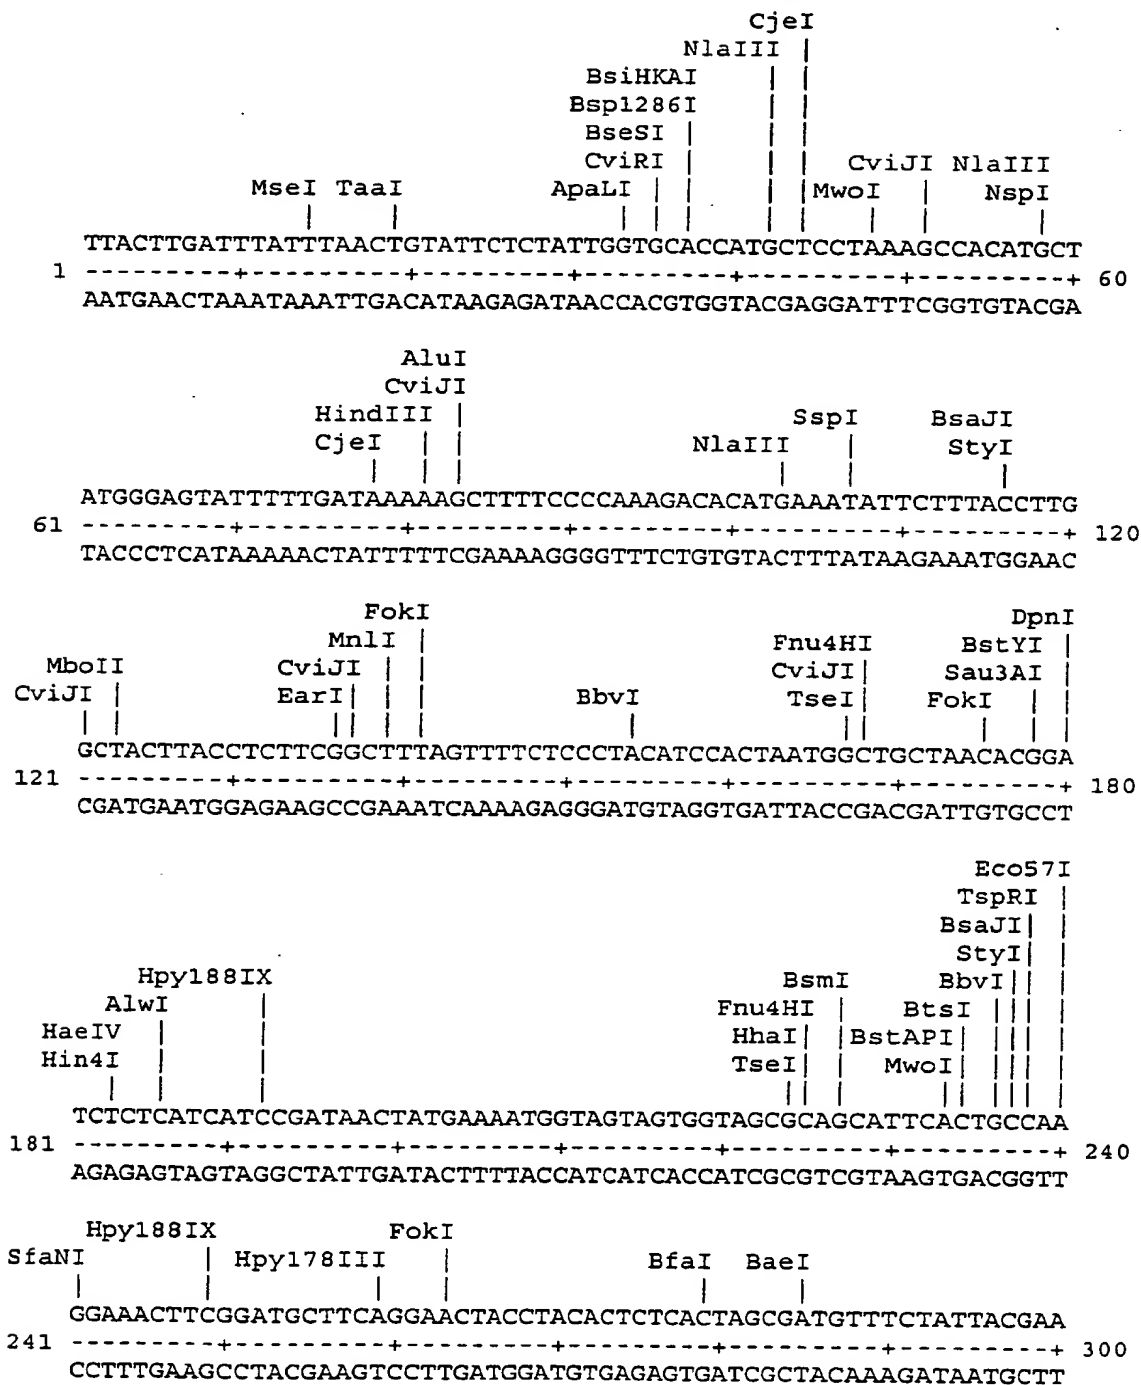 CjeI
NlaIII
BsiHKAI
Bsp1286I
BseSI
CviRI CviJI NlaIII
MseI TaaI ApaLI MwoI NspI
TTACTTGATTTATTTAACTGTATTCTCTATTGGTGCACCATGCTCCTAAAGCCACATGCT
1 ---------+---------+---------+---------+---------+---------+ 60
AATGAACTAAATAAATTGACATAAGAGATAACCACGTGGTACGAGGATTTCGGTGTACGA
AluI
CviJI
HindIII SspI BsaJI
CjeI NlaIII StyI
ATGGGAGTATTTTTGATAAAAAGCTTTTCCCCAAAGACACATGAAATATTCTTTACCTTG
61 ---------+---------+---------+---------+---------+---------+ 120
TACCCTCATAAAAACTATTTTTCGAAAAGGGGTTTCTGTGTACTTTATAAGAAATGGAAC
FokI DpnI
MnlI Fnu4HI BstYI
MboII CviJI CviJI Sau3AI
CviJI EarI BbvI TseI FokI
GCTACTTACCTCTTCGGCTTTAGTTTTCTCCCTACATCCACTAATGGCTGCTAACACGGA
121 ---------+---------+---------+---------+---------+---------+ 180
CGATGAATGGAGAAGCCGAAATCAAAAGAGGGATGTAGGTGATTACCGACGATTGTGCCT
Eco57I
TspRI
BsaJI
StyI
Hpy188IX BsmI BbvI
AlwI Fnu4HI BtsI
HaeIV HhaI BstAPI
Hin4I TseI MwoI
TCTCTCATCATCCGATAACTATGAAAATGGTAGTAGTGGTAGCGCAGCATTCACTGCCAA
181 ---------+---------+---------+---------+---------+---------+ 240
AGAGAGTAGTAGGCTATTGATACTTTTACCATCATCACCATCGCGTCGTAAGTGACGGTT
Hpy188IX FokI
SfaNI Hpy178III BfaI BaeI
GGAAACTTCGGATGCTTCAGGAACTACCTACACTCTCACTAGCGATGTTTCTATTACGAA
241 ---------+---------+---------+---------+---------+---------+ 300
CCTTTGAAGCCTACGAAGTCCTTGATGGATGTGAGAGTGATCGCTACAAAGATAATGCTT